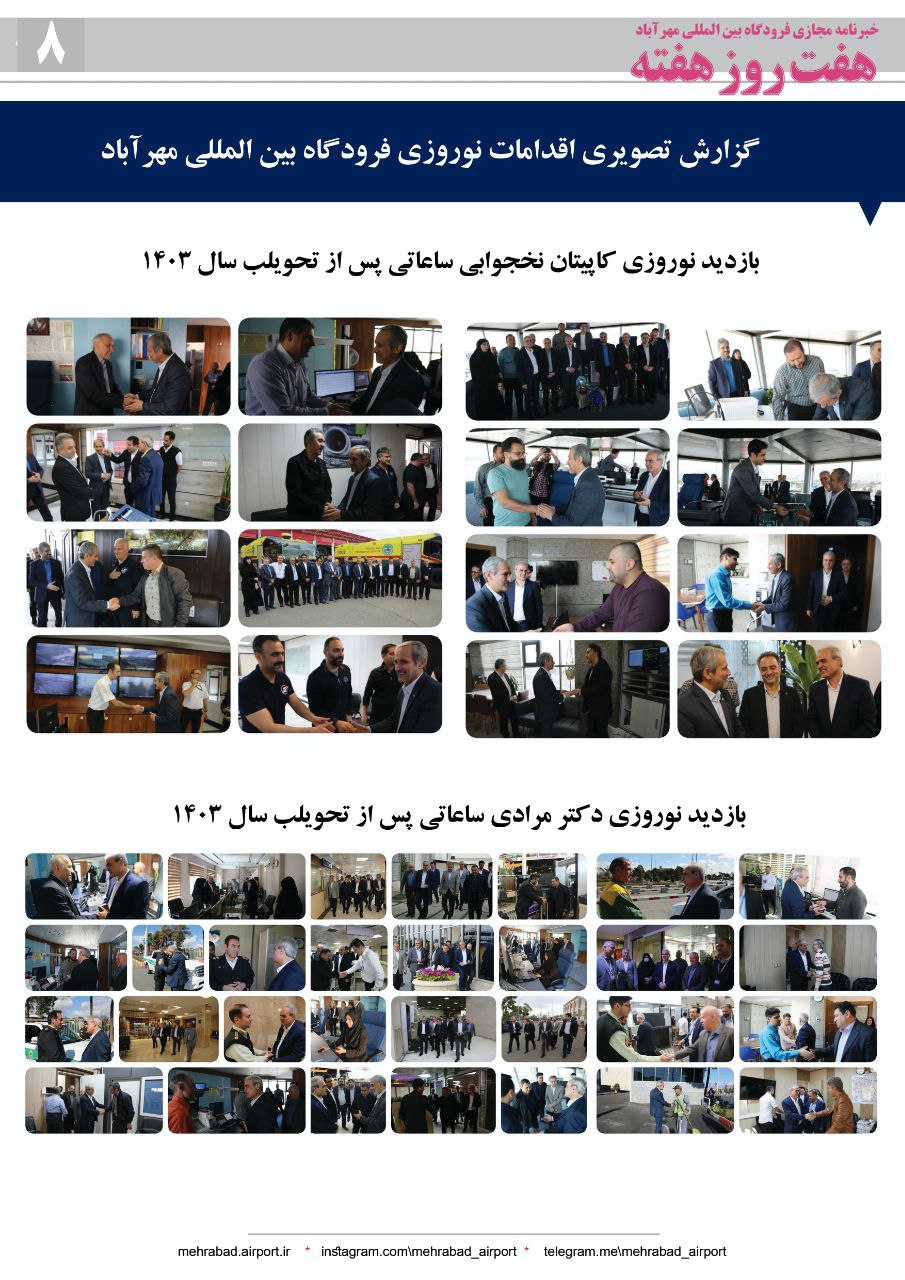 ۸
خبرنامه مجازی فرودگاه بین المللی مهرآباد
هفت روز هفته
گزارش تصویری اقدامات نوروزی فرودگاه بین المللی مهرآباد
بازدید نوروزی کاپیتان نخجوابی ساعاتی پس از تحویلب سال ۱۴۰۳
بازدید نوروزی دکتر مرادی ساعاتی پس از تحویلب سال ۱۴۰۳
mehrabad.airport.ir * instagram.com\mehrabad_airport * telegram.me\mehrabad_airport